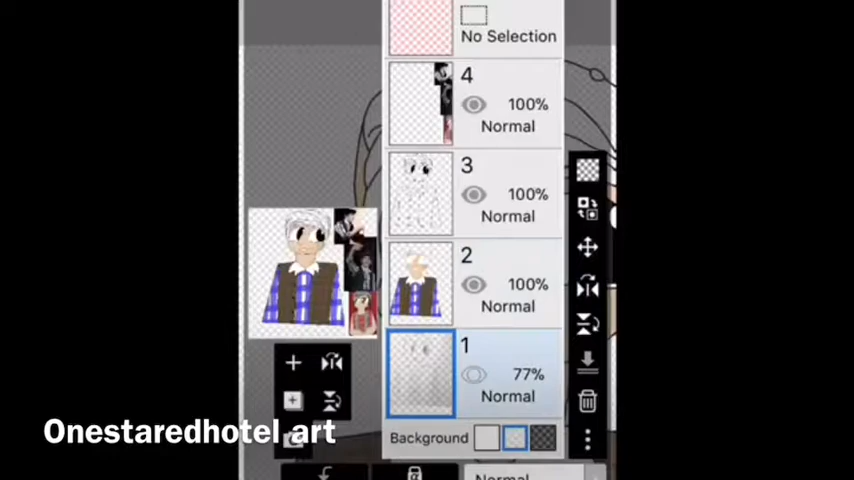 No Selection
4
100%
Normal
3
100%
Normal
2
100%
Normal
1
77%
Normal
Background
Onestaredhotel art
Normal